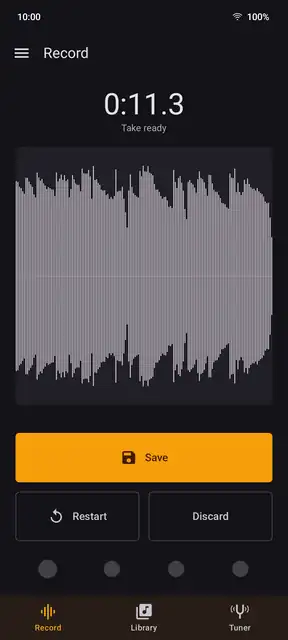 10:00
100%
Record
0:11.3
Take ready
Save
Restart
Discard
Record
Library
Tuner